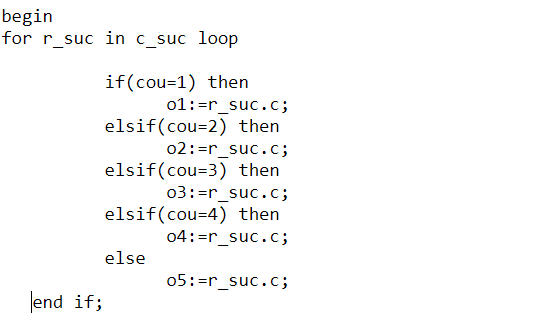 begin
for r_suc in c_suc loop
if(cou=1) then
o1:=r_suc.c;
elsif(cou=2) then
o2:=r_suc.c;
elsif(cou=3) then
o3:=r_suc.c;
elsif(cou=4) then
o4:=r_suc.c;
else
o5:=r_suc.c;
end if;